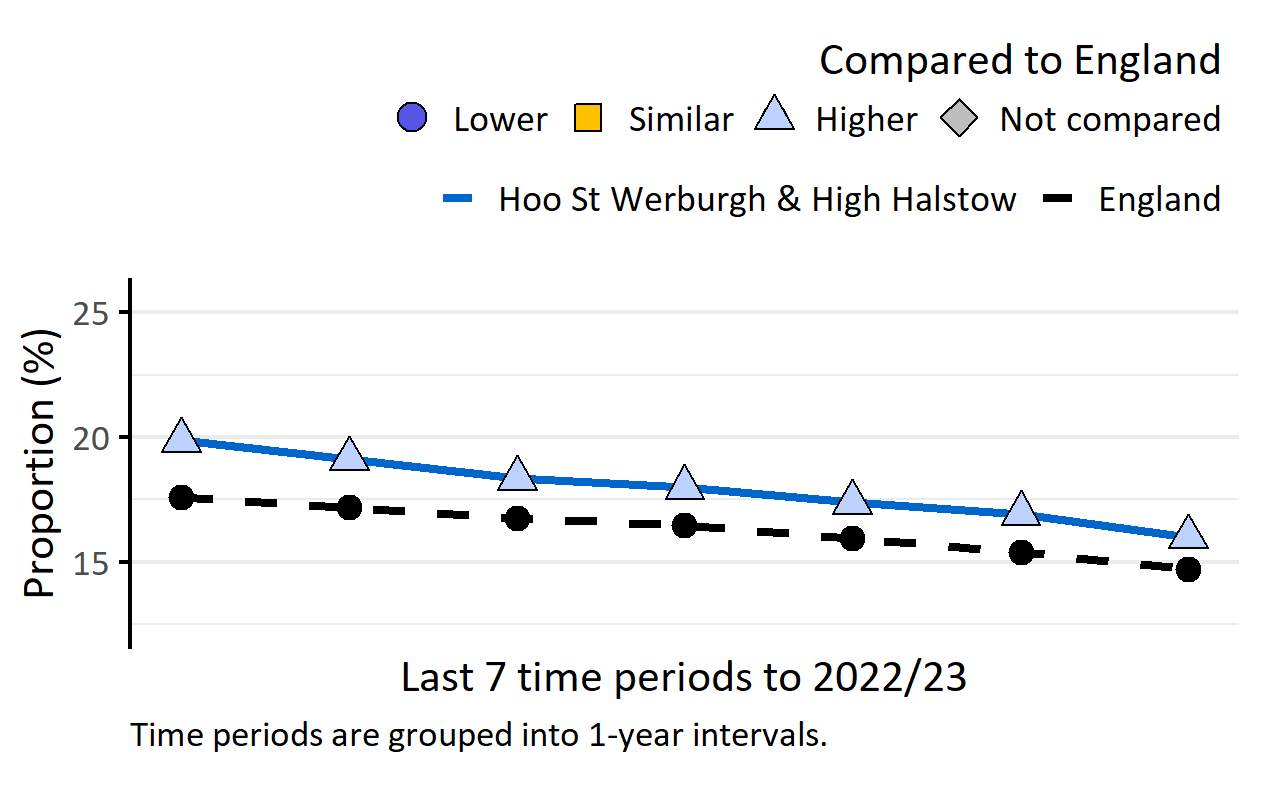 Compared to England
Lower Similar Higher Not compared
Hoo St Werburgh & High Halstow England
Proportion (%)
25
20
15
Last 7 time periods to 2022/23
Time periods are grouped into 1-year intervals.